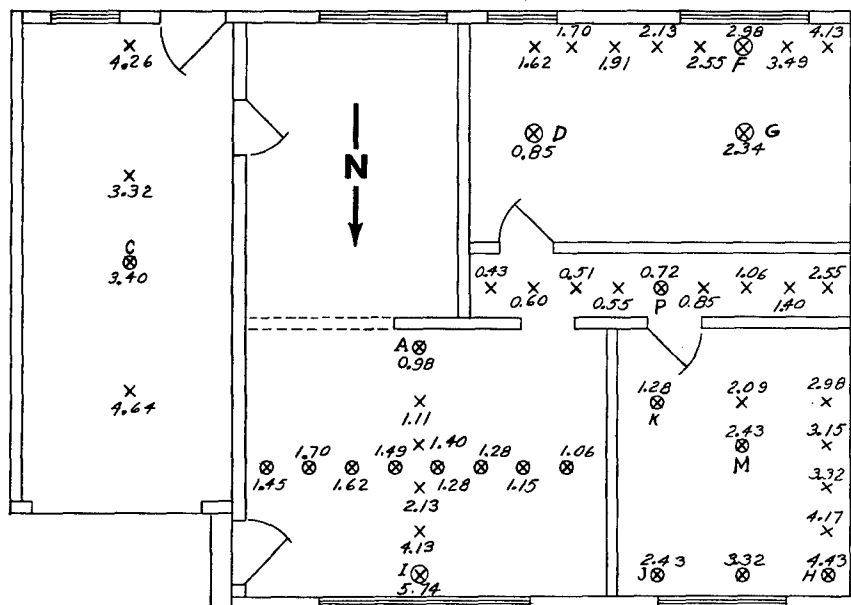 1.70 2.13 2.98 4.13
4.26 1.62 1.91 2.55 F 3.49
D G
0.85 2.34
N
3.32
C
3.40
0.43 0.51 0.72 1.06 2.55
0.60 0.55 P 0.85 1.40
A
0.98
4.64
1.28 2.09 2.98
1.11 K
1.70 1.49 1.40 1.28 1.06 2.43 3.15
M
1.45 1.62 1.28 1.15 3.32
2.13
4.13 4.17
I J 2.43 3.32 H 4.43
5.74